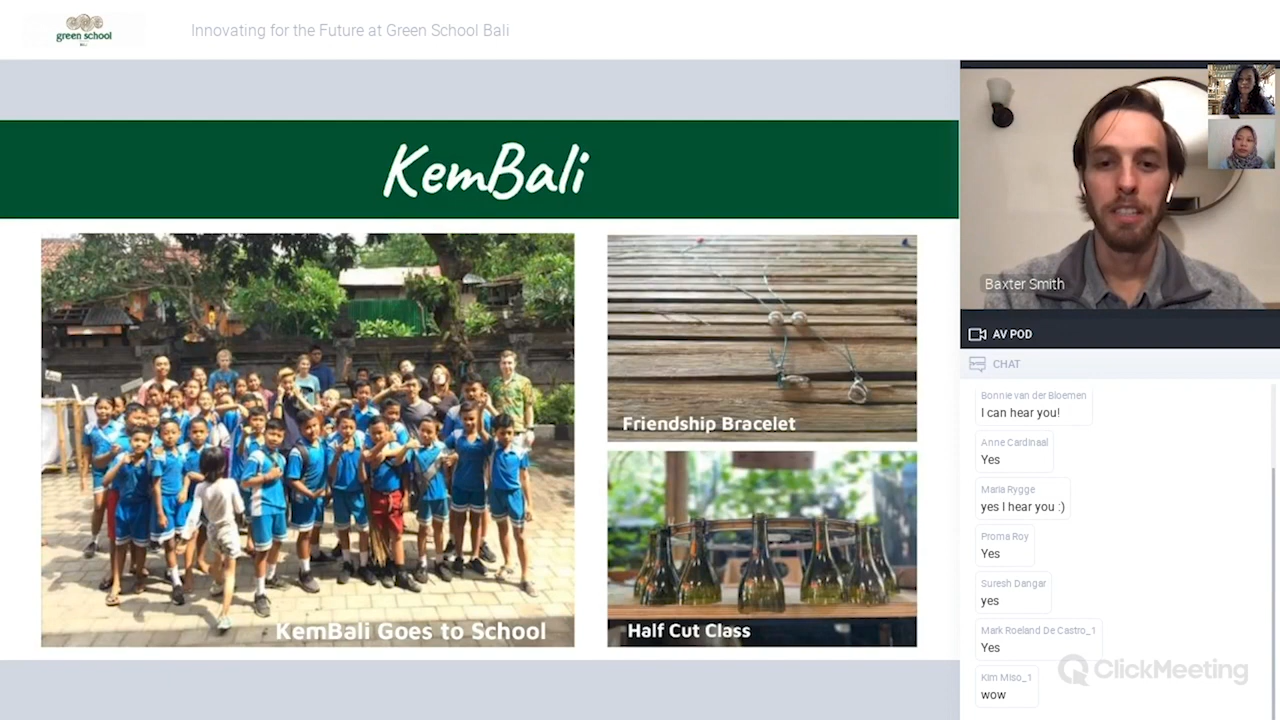 green school
BALI
Innovating for the Future at Green School Bali
KemBali
KemBali Goes to School
Friendship Bracelet
Half Cut Class
Baxter Smith
AV POD
CHAT
Bonnie van der Bloemen
I can hear you!
Anne Cardinaal
Yes
Maria Rygge
yes I hear you :)
Proma Roy
Yes
Suresh Dangar
yes
Mark Roeland De Castro_1
Yes
Kim Miso_1
wow
ClickMeeting